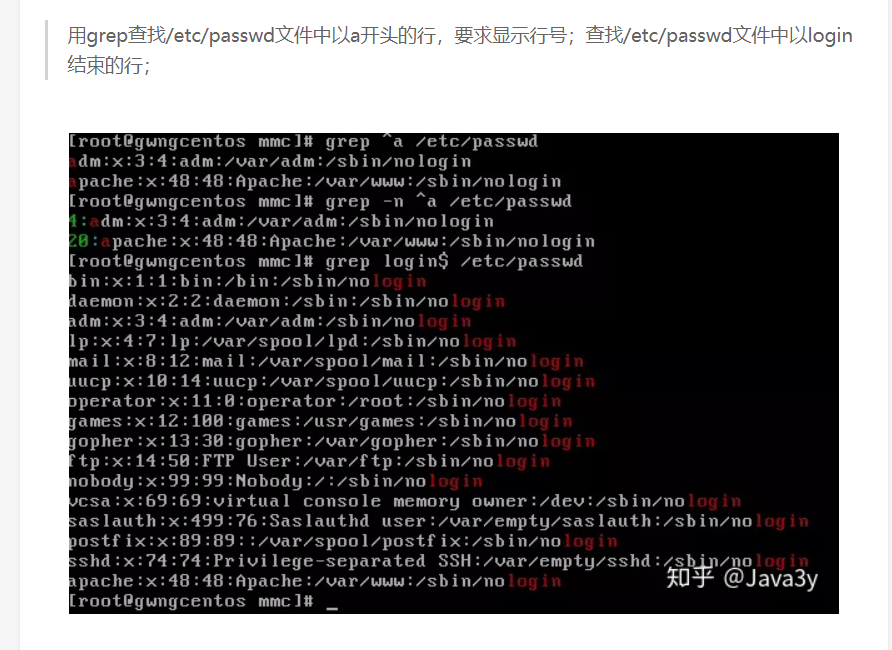 用grep查找/etc/passwd文件中以a开头的行，要求显示行号；查找/etc/passwd文件中以login
结束的行；
[root@gwngcentos mmc]# grep ^a /etc/passwd
adm:x:3:4:adm:/var/adm:/sbin/nologin
apache:x:48:48:Apache:/var/www:/sbin/nologin
[root@gwngcentos mmc]# grep -n ^a /etc/passwd
4:adm:x:3:4:adm:/var/adm:/sbin/nologin
20:apache:x:48:48:Apache:/var/www:/sbin/nologin
[root@gwngcentos mmc]# grep login$ /etc/passwd
bin:x:1:1:bin:/bin:/sbin/nologin
daemon:x:2:2:daemon:/sbin:/sbin/nologin
adm:x:3:4:adm:/var/adm:/sbin/nologin
lp:x:4:7:lp:/var/spool/lpd:/sbin/nologin
mail:x:8:12:mail:/var/spool/mail:/sbin/nologin
uucp:x:10:14:uucp:/var/spool/uucp:/sbin/nologin
operator:x:11:0:operator:/root:/sbin/nologin
games:x:12:100:games:/usr/games:/sbin/nologin
gopher:x:13:30:gopher:/var/gopher:/sbin/nologin
ftp:x:14:50:FTP User:/var/ftp:/sbin/nologin
nobody:x:99:99:Nobody:/:/sbin/nologin
vcsa:x:69:69:virtual console memory owner:/dev:/sbin/nologin
saslauth:x:499:76:Saslauthd user:/var/empty/saslauth:/sbin/nologin
postfix:x:89:89::/var/spool/postfix:/sbin/nologin
sshd:x:74:74:Privilege-separated SSH:/var/empty/sshd:/sbin/nologin
apache:x:48:48:Apache:/var/www:/sbin/nologin
知乎 @Java3y
[root@gwngcentos mmc]# _